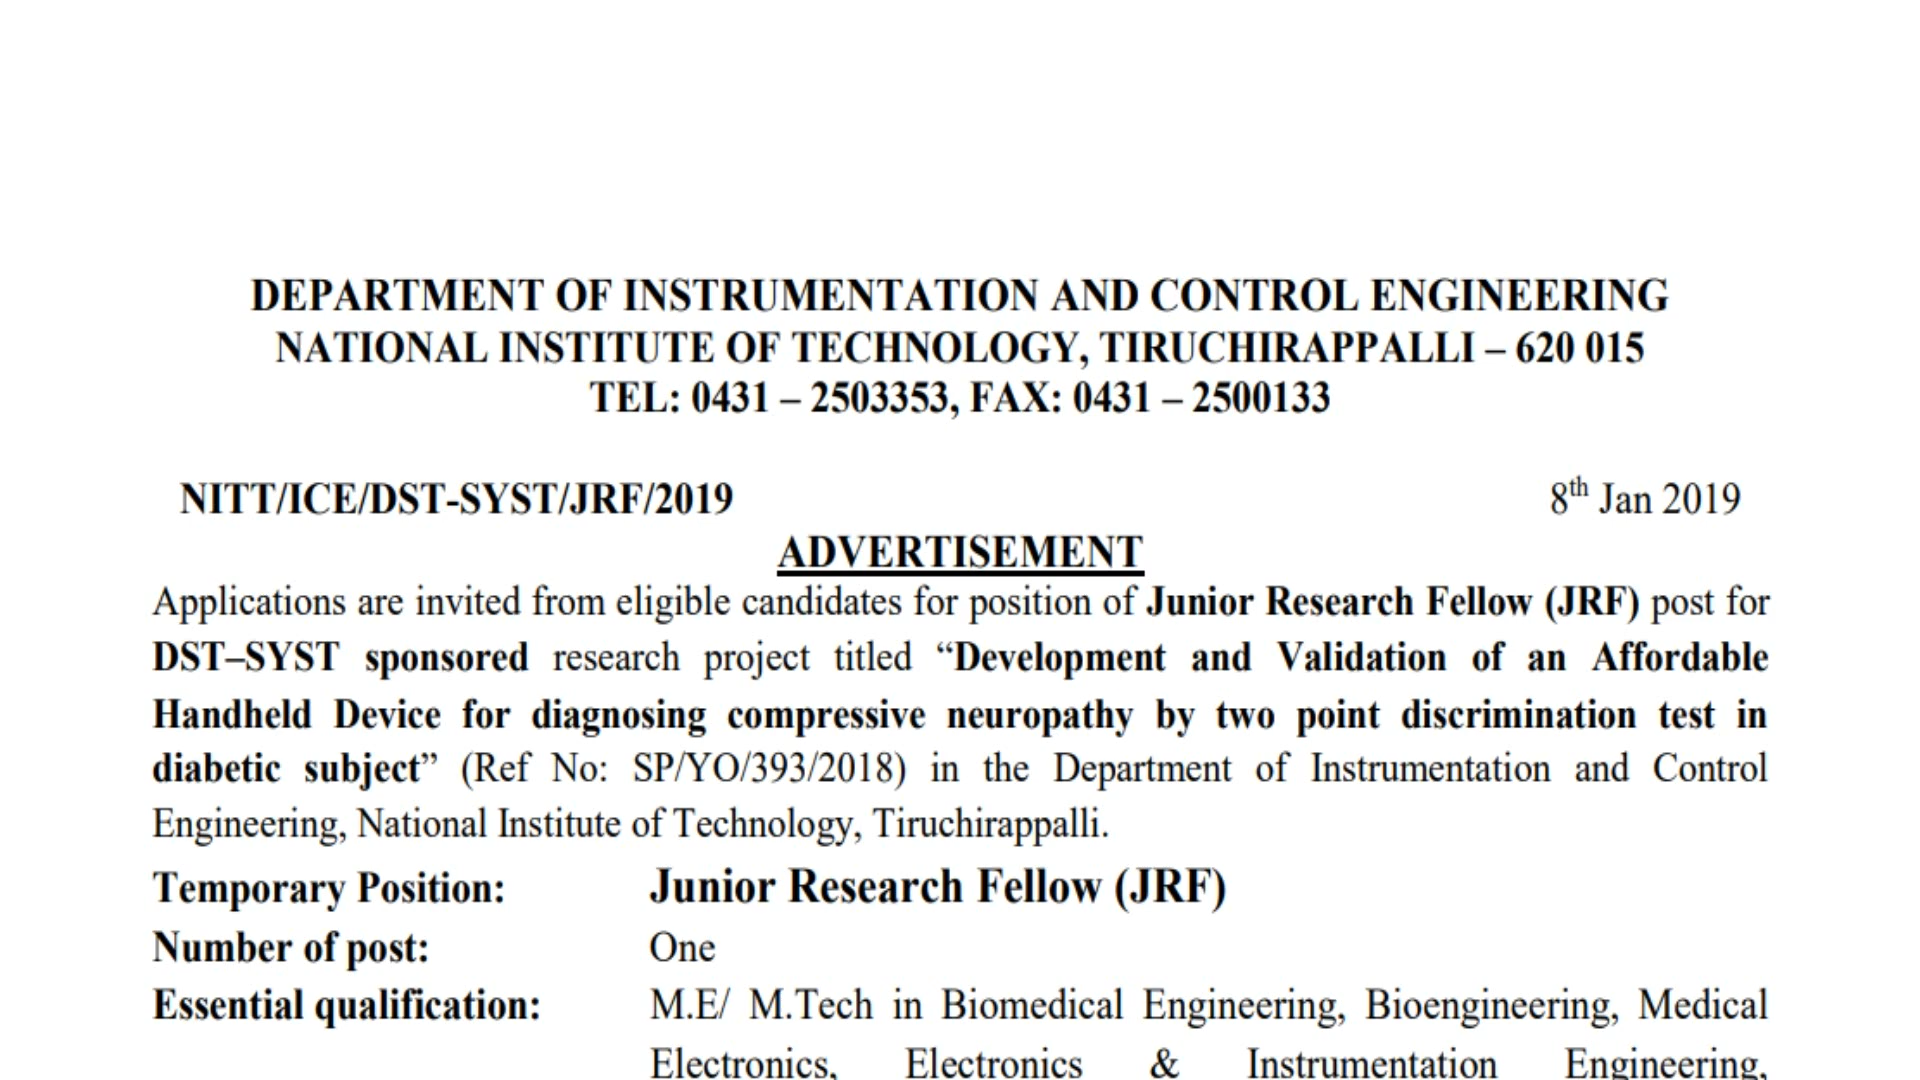 DEPARTMENT OF INSTRUMENTATION AND CONTROL ENGINEERING
NATIONAL INSTITUTE OF TECHNOLOGY, TIRUCHIRAPPALLI – 620 015
TEL: 0431 – 2503353, FAX: 0431 – 2500133
NITT/ICE/DST-SYST/JRF/2019 8th Jan 2019
ADVERTISEMENT
Applications are invited from eligible candidates for position of Junior Research Fellow (JRF) post for
DST–SYST sponsored research project titled “Development and Validation of an Affordable
Handheld Device for diagnosing compressive neuropathy by two point discrimination test in
diabetic subject” (Ref No: SP/YO/393/2018) in the Department of Instrumentation and Control
Engineering, National Institute of Technology, Tiruchirappalli.
Temporary Position: Junior Research Fellow (JRF)
Number of post: One
Essential qualification: M.E/ M.Tech in Biomedical Engineering, Bioengineering, Medical
Electronics, Electronics & Instrumentation Engineering,